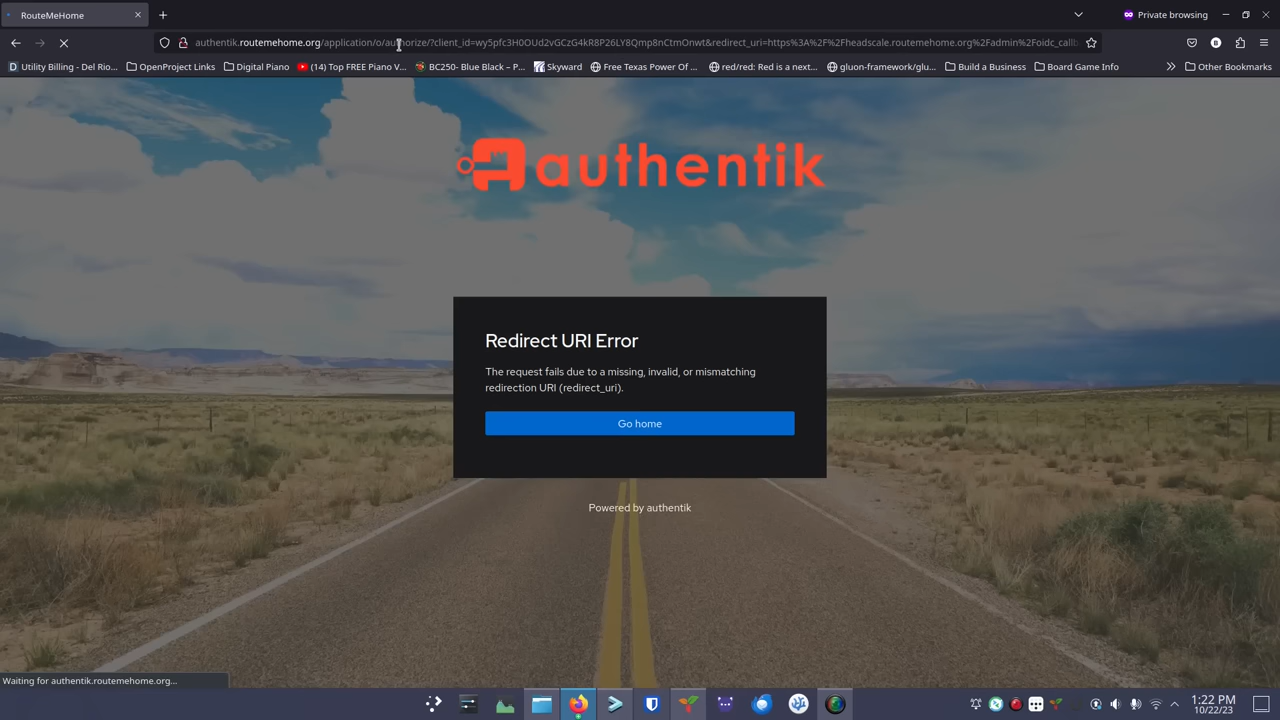 RouteMeHome
Private browsing
authentik.routemehome.org/application/o/authorize/?client_id=wy5pfc3H0OUd2vGCzG4kR8P26LY8Qmp8nCtmOnwt&redirect_uri=https%3A%2F%2Fheadscale.routemehome.org%2Fadmin%2Foidc_callb
Utility Billing - Del Rio...
OpenProject Links
Digital Piano
(14) Top FREE Piano V...
BC250- Blue Black – P...
Skyward
Free Texas Power Of ...
red/red: Red is a next...
gluon-framework/glu...
Build a Business
Board Game Info
Other Bookmarks
authentik
Redirect URI Error
The request fails due to a missing, invalid, or mismatching
redirection URI (redirect_uri).
Go home
Powered by authentik
Waiting for authentik.routemehome.org...
1:22 PM
10/22/23